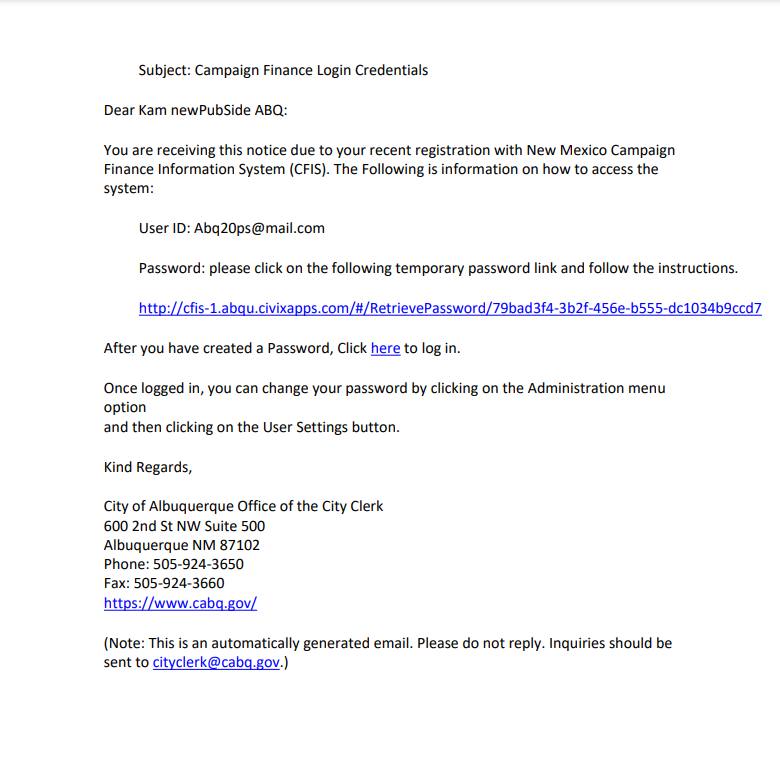 Subject: Campaign Finance Login Credentials
Dear Kam newPubSide ABQ:
You are receiving this notice due to your recent registration with New Mexico Campaign
Finance Information System (CFIS). The Following is information on how to access the
system:
User ID: Abq20ps@mail.com
Password: please click on the following temporary password link and follow the instructions.
http://cfis-1.abqu.civixapps.com/#/RetrievePassword/79bad3f4-3b2f-456e-b555-dc1034b9ccd7
After you have created a Password, Click here to log in.
Once logged in, you can change your password by clicking on the Administration menu
option
and then clicking on the User Settings button.
Kind Regards,
City of Albuquerque Office of the City Clerk
600 2nd St NW Suite 500
Albuquerque NM 87102
Phone: 505-924-3650
Fax: 505-924-3660
https://www.cabq.gov/
(Note: This is an automatically generated email. Please do not reply. Inquiries should be
sent to cityclerk@cabq.gov.)